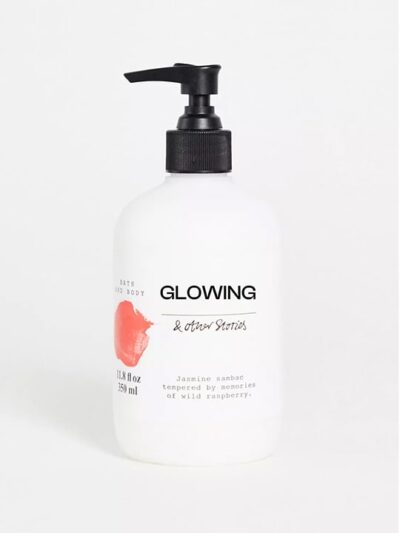 BATH
AND BODY
GLOWING
& other Stories
11.8 fl oz
350 ml
Jasmine sambac
tempered by memories
of wild raspberry.